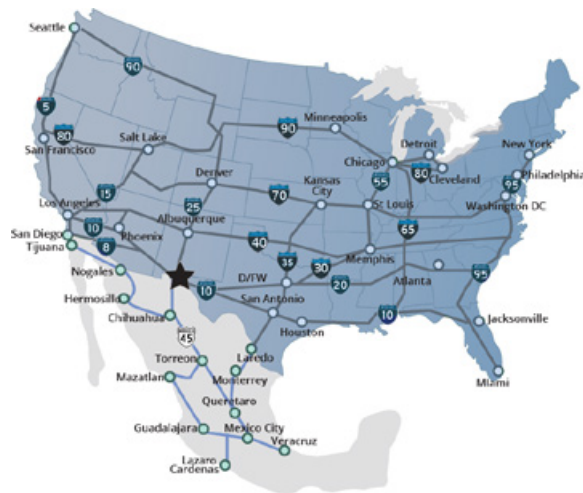 Seattle
90
5
80
San Francisco
Salt Lake
Minneapolis
90
Detroit
New York
Chicago
80
Cleveland
Philadelphia
Denver
Kansas
City
55
95
Washington DC
15
70
St Louis
Los Angeles
25
Albuquerque
65
10
Phoenix
40
San Diego
8
Tijuana
Memphis
35
30
Atlanta
Nogales
D/FW
20
95
10
Hermosillo
San Antonio
10
Jacksonville
Chihuahua
Houston
45
Torreon
Laredo
Miami
Mazatlan
Monterrey
Queretaro
Guadalajara
Mexico City
Veracruz
Lazaro
Cardenas